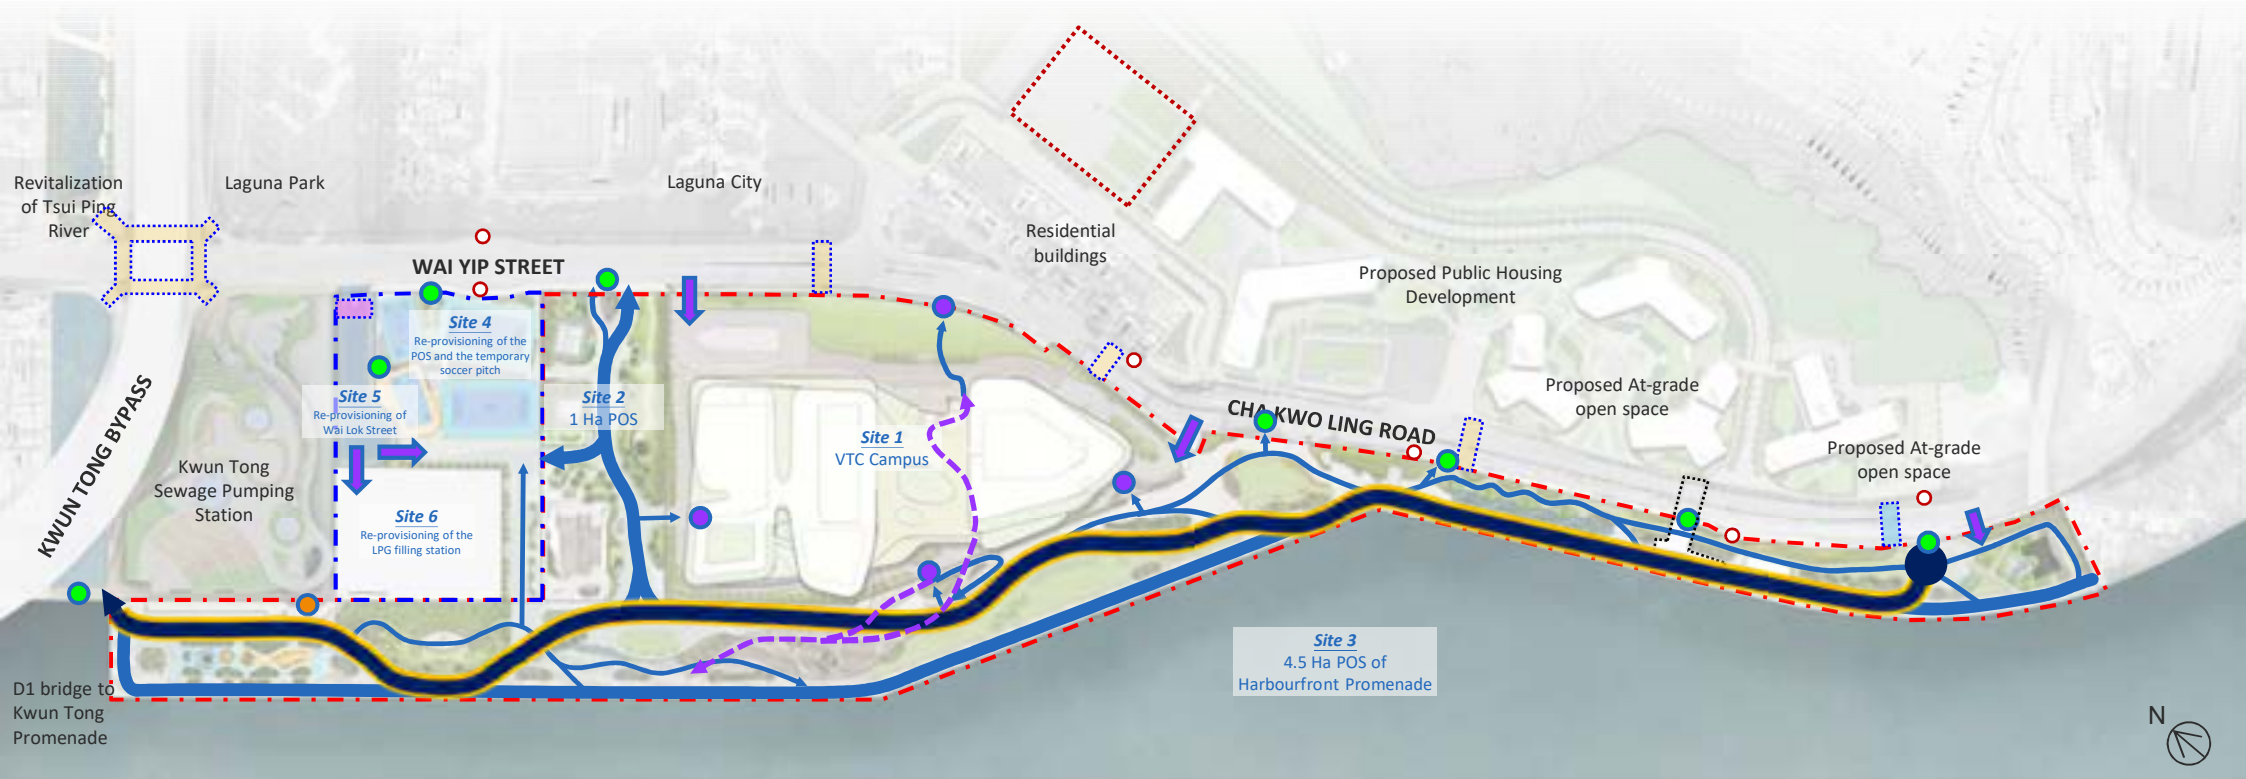 Revitalization
of Tsui Ping
River
Laguna Park
Laguna City
WAI YIP STREET
Residential
buildings
Proposed Public Housing
Development
Site 4
Re-provisioning of the
POS and the temporary
soccer pitch
Site 5
Re-provisioning of
Wai Lok Street
Site 2
1 Ha POS
Site 1
VTC Campus
CHA KWO LING ROAD
Proposed At-grade
open space
Proposed At-grade
open space
KWUN TONG BYPASS
Kwun Tong
Sewage Pumping
Station
Site 6
Re-provisioning of the
LPG filling station
Site 3
4.5 Ha POS of
Harbourfront Promenade
D1 bridge to
Kwun Tong
Promenade
N